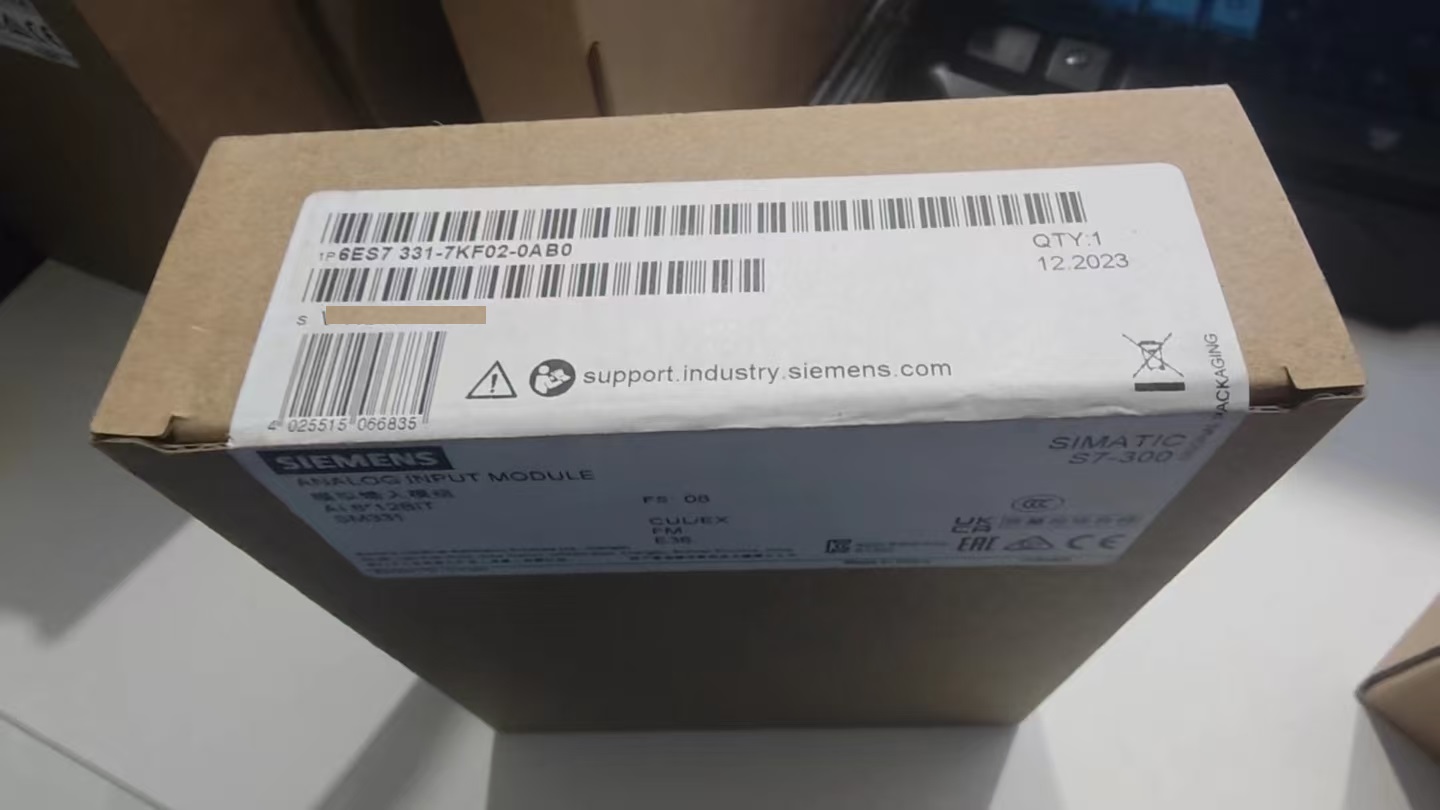 1P 6ES7 331-7KF02-0AB0
QTY:1
12.2023
S
support.industry.siemens.com
4 025515 066835
PACKAGING
SIEMENS
SIMATIC
S7-300
ANALOG INPUT MODULE
模拟输入模块
AI 8*12BIT
SM331
FS 08
CUL/EX
FM
E36
CCC
UK
CA
EAC
CE